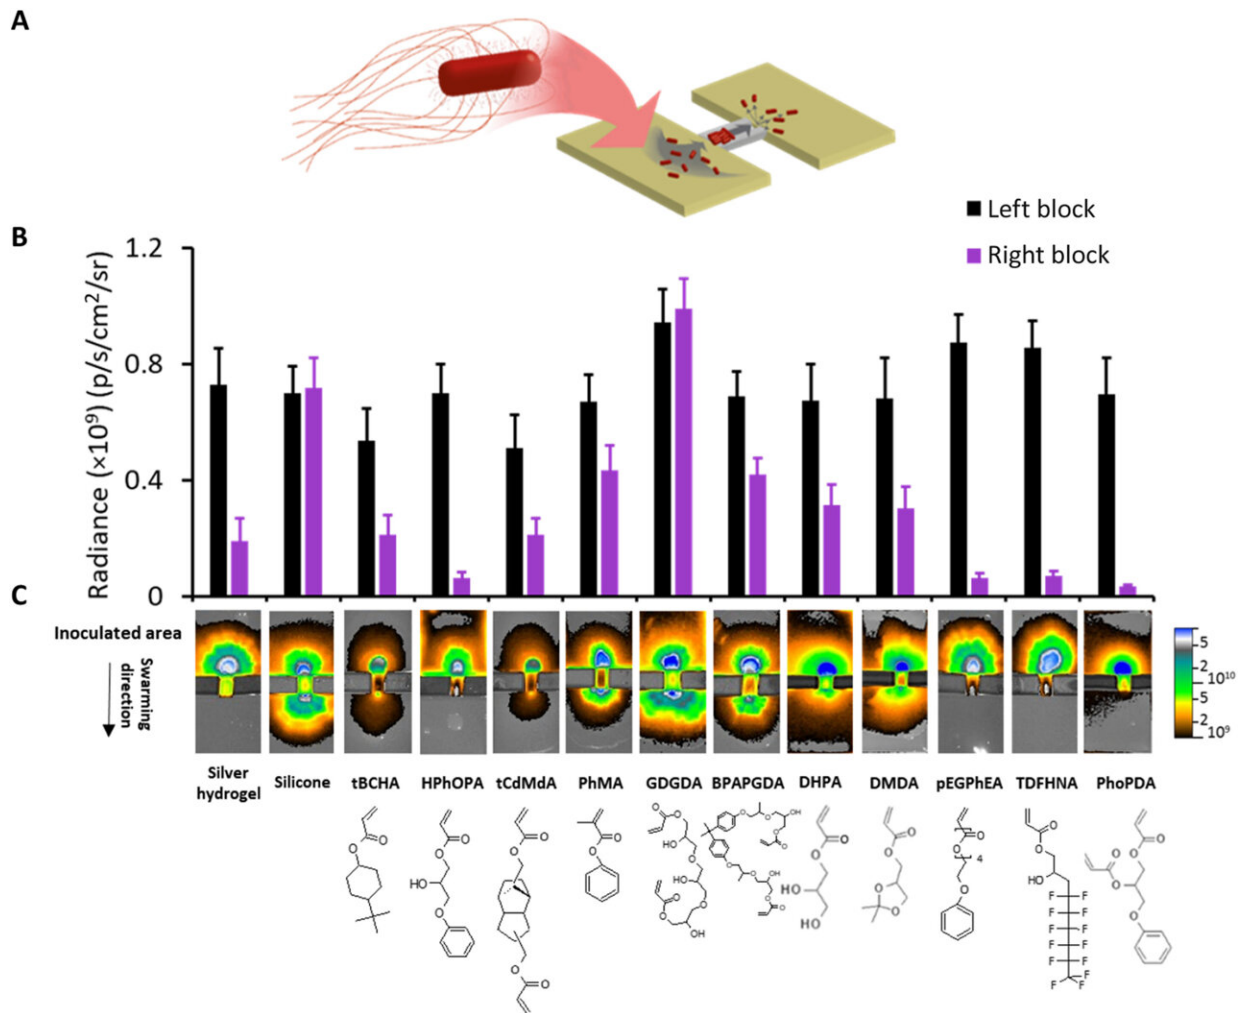 A
B
Left block
Right block
Radiance (×10⁹) (p/s/cm²/sr)
1.2
0.8
0.4
0
C
Inoculated area
Swarming direction
5
2
10¹⁰
5
2
10⁹
Silver hydrogel
Silicone
tBCHA
HPhOPA
tCdMdA
PhMA
GDGDA
BPAPGDA
DHPA
DMDA
pEGPhEA
TDFHNA
PhoPDA